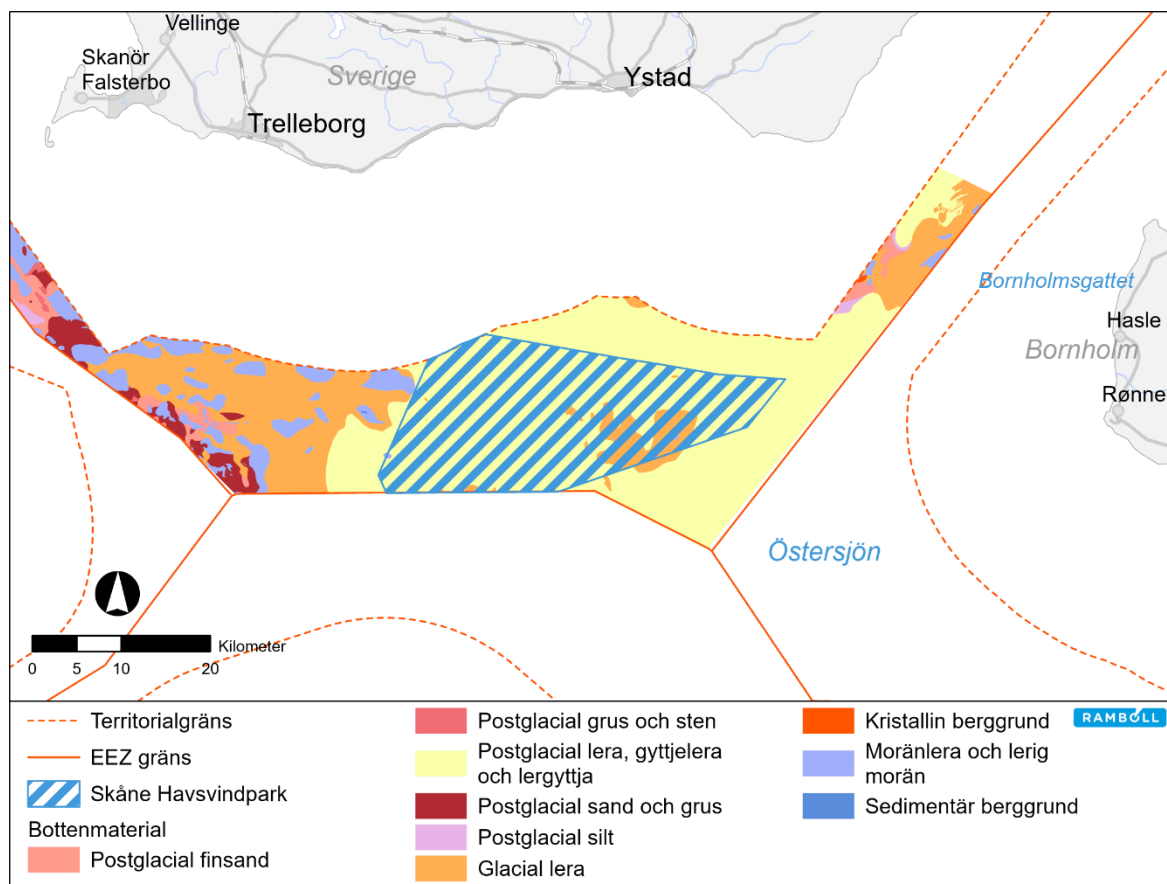 Vellinge
Skanör
Falsterbo
Sverige
Ystad
Trelleborg
Bornholmsgattet
Hasle
Bornholm
Rønne
Östersjön
Kilometer
0 5 10 20
Territorialgräns
EEZ gräns
Skåne Havsvindpark
Bottenmaterial
Postglacial finsand
Postglacial grus och sten
Postglacial lera, gyttjelera
och lergyttja
Postglacial sand och grus
Postglacial silt
Glacial lera
Kristallin berggrund
Moränlera och lerig
morän
Sedimentär berggrund
RAMBOLL